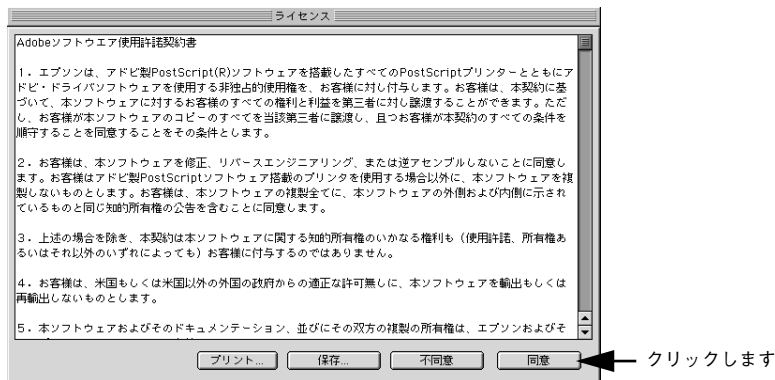 ライセンス
Adobeソフトウエア使用許諾契約書
1. エプソンは、アドビ製PostScript(R)ソフトウェアを搭載したすべてのPostScriptプリンターとともにア
ドビ・ドライバソフトウェアを使用する非独占的使用権を、お客様に対し付与します。お客様は、本契約に基
づいて、本ソフトウェアに対するお客様のすべての権利と利益を第三者に対し譲渡することができます。ただ
し、お客様が本ソフトウェアのコピーのすべてを当該第三者に譲渡し、且つお客様が本契約のすべての条件を
順守することを同意することをその条件とします。
2. お客様は、本ソフトウェアを修正、リバースエンジニアリング、または逆アセンブルしないことに同意し
ます。お客様はアドビ製PostScriptソフトウェア搭載のプリンタを使用する場合以外に、本ソフトウェアを複
製しないものとします。お客様は、本ソフトウェアの複製全てに、本ソフトウェアの外側および内側に示され
ているものと同じ知的所有権の公告を含むことに同意します。
3. 上述の場合を除き、本契約は本ソフトウェアに関する知的所有権のいかなる権利も（使用許諾、所有権あ
るいはそれ以外のいずれによっても）お客様に付与するのではありません。
4. お客様は、米国もしくは米国以外の外国の政府からの適正な許可無しに、本ソフトウェアを輸出もしくは
再輸出しないものとします。
5. 本ソフトウェアおよびそのドキュメンテーション、並びにその双方の複製の所有権は、エプソンおよびそ
プリント... 保存... 不同意 同意 クリックします